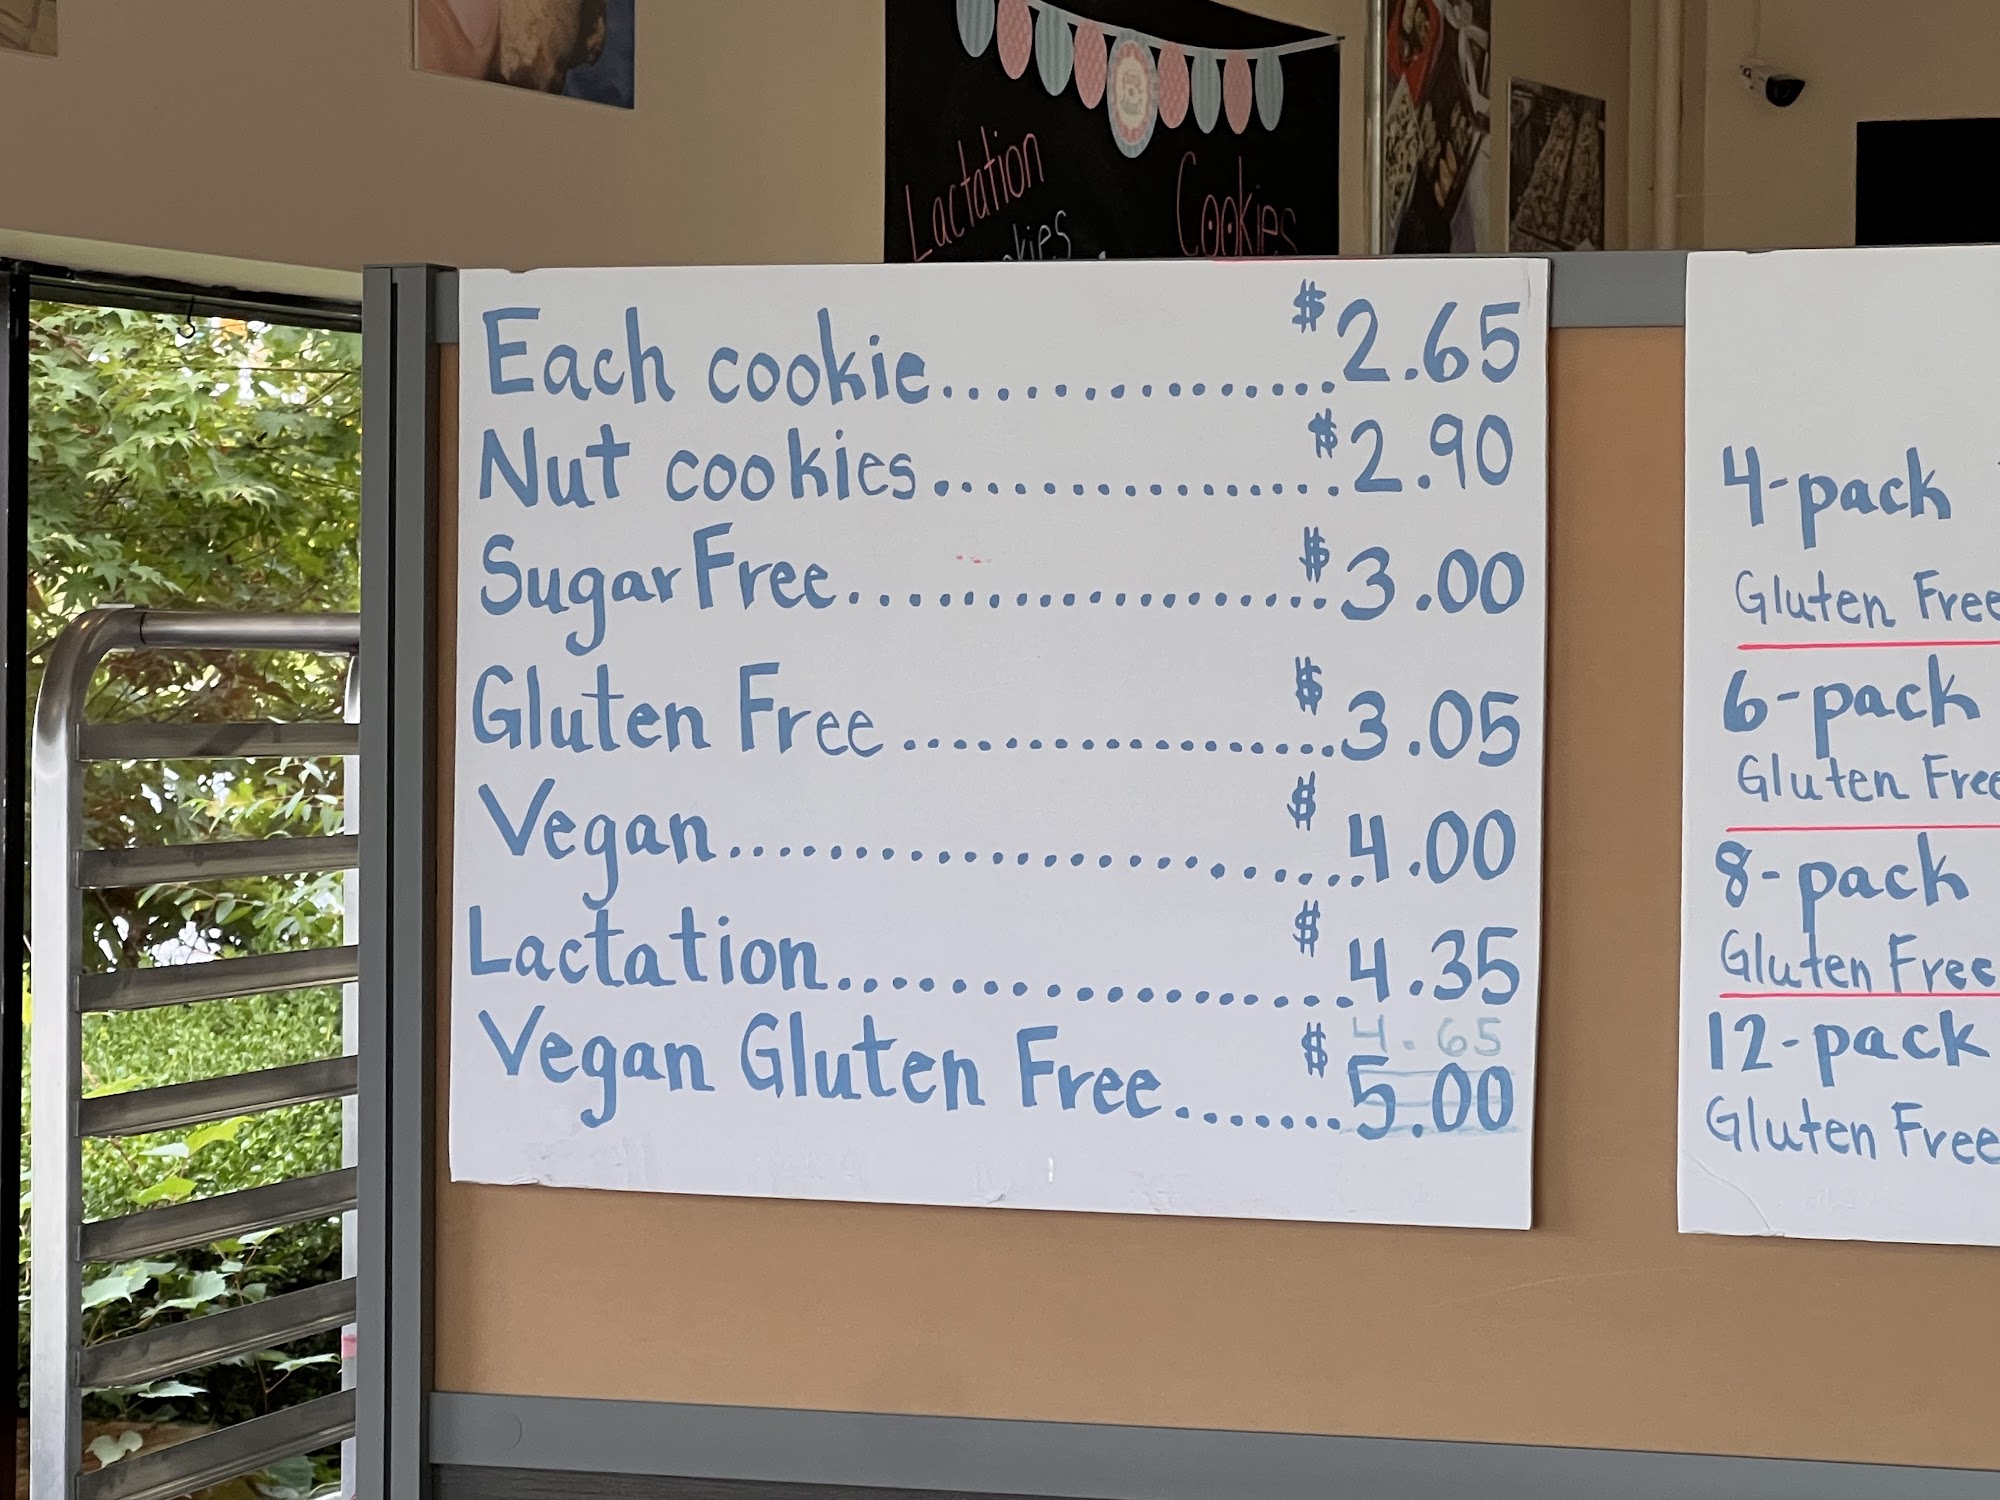 Lactation
Cookies
Each cookie...............$2.65
Nut cookies................$2.90
Sugar Free.................$3.00
Gluten Free.................$3.05
Vegan......................$4.00
Lactation..................$4.35
4.65
Vegan Gluten Free.......$5.00
4-pack
Gluten Free
6-pack
Gluten Free
8-pack
Gluten Free
12-pack
Gluten Free